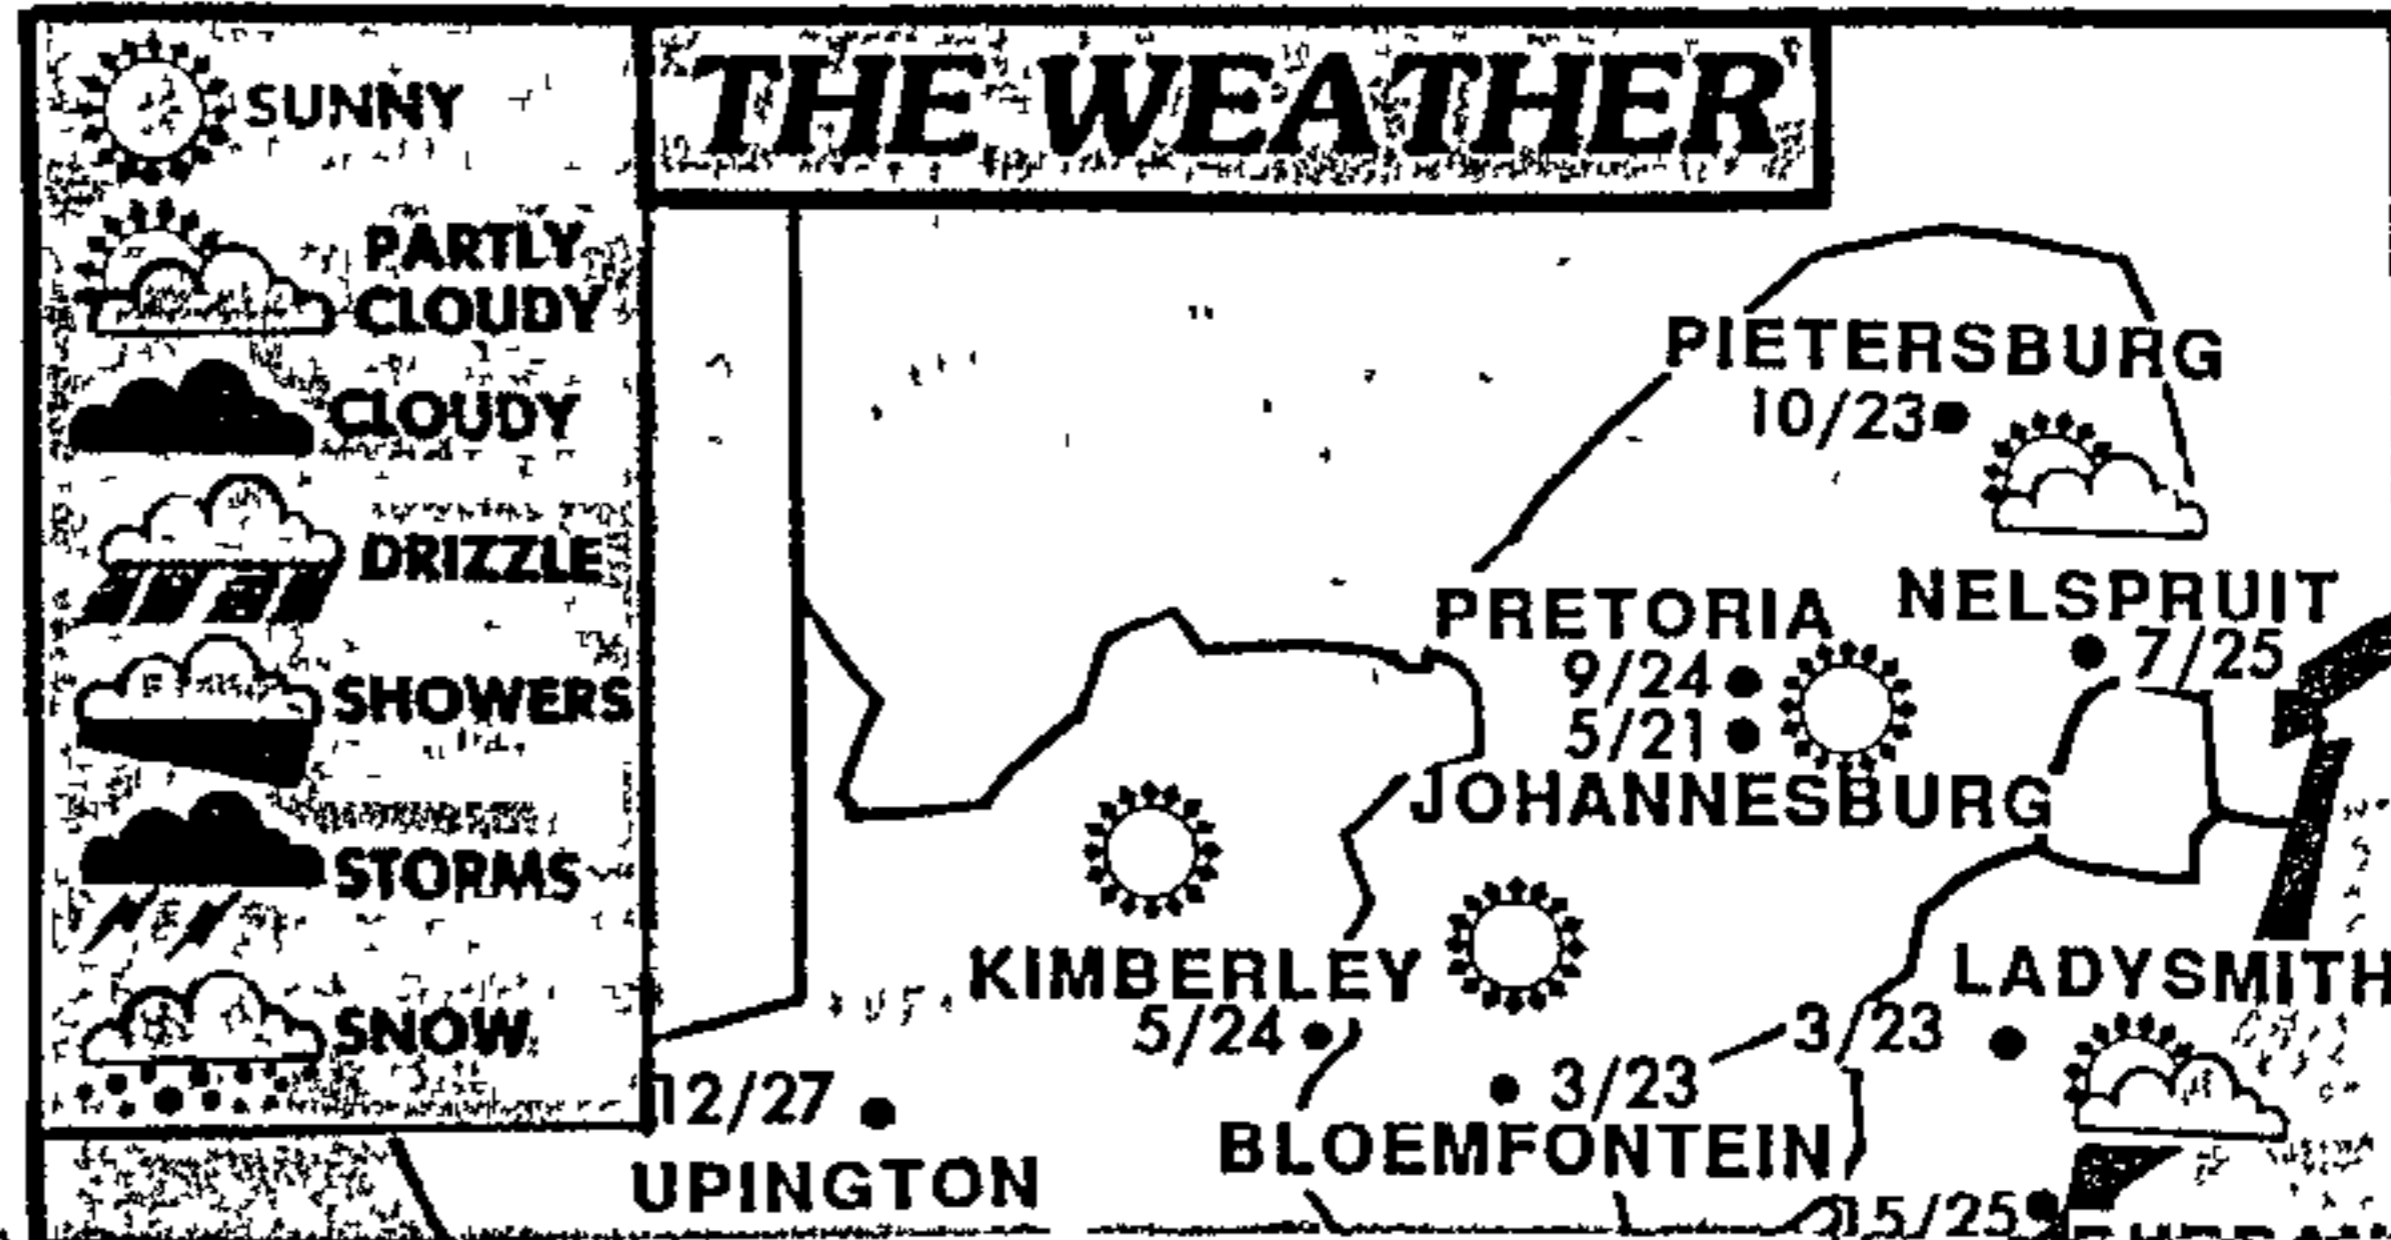 THE WEATHER
SUNNY
PARTLY
CLOUDY
CLOUDY
DRIZZLE
SHOWERS
STORMS
SNOW
PIETERSBURG
10/23
PRETORIA
9/24
5/21
JOHANNESBURG
NELSPRUIT
7/25
KIMBERLEY
5/24
LADYSMITH
3/23
3/23
BLOEMFONTEIN
12/27
UPINGTON
15/25